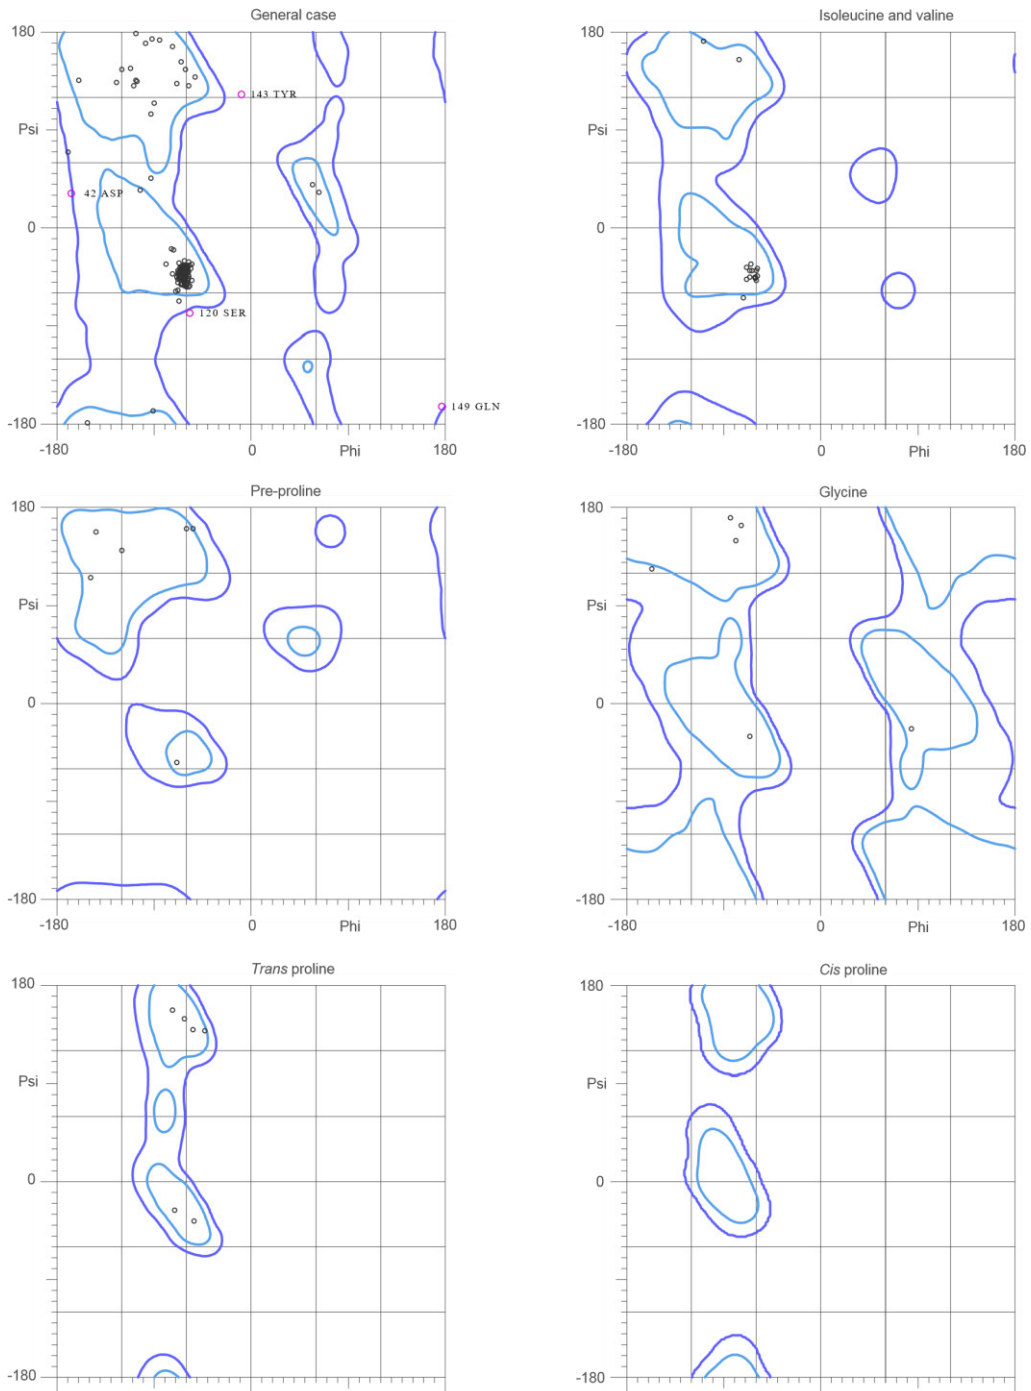 General case
Isoleucine and valine
180
180
143 TYR
Psi
Psi
42 ASP
0
0
120 SER
149 GLN
-180
-180
-180 0 Phi 180
-180 0 Phi 180
Pre-proline
Glycine
180
180
Psi
Psi
0
0
-180
-180
-180 0 Phi 180
-180 0 Phi 180
Trans proline
Cis proline
180
180
Psi
Psi
0
0
-180
-180